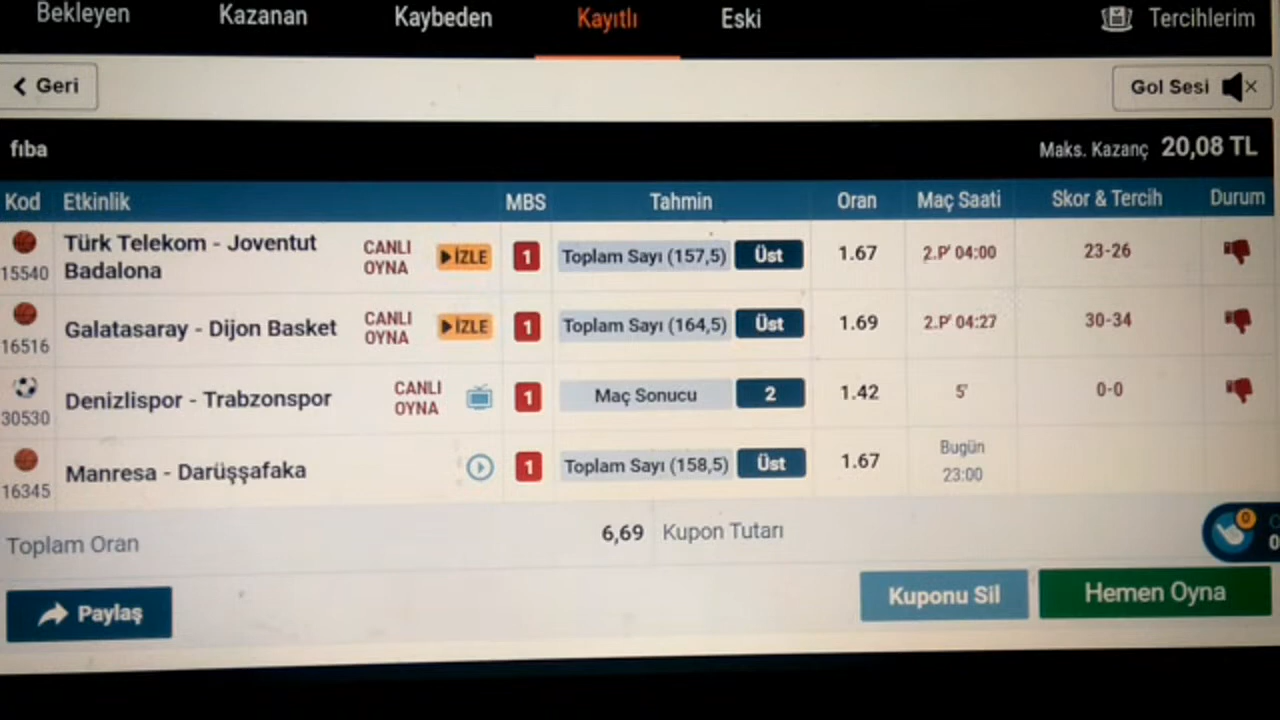 Bekleyen Kazanan Kaybeden Kayıtlı Eski Tercihlerim
Geri Gol Sesi
fıba Maks. Kazanç 20,08 TL
Kod Etkinlik MBS Tahmin Oran Maç Saati Skor & Tercih Durum
15540 Türk Telekom - Joventut Badalona CANLI OYNA İZLE 1 Toplam Sayı (157,5) Üst 1.67 2.P' 04:00 23-26
16516 Galatasaray - Dijon Basket CANLI OYNA İZLE 1 Toplam Sayı (164,5) Üst 1.69 2.P' 04:27 30-34
30530 Denizlispor - Trabzonspor CANLI OYNA 1 Maç Sonucu 2 1.42 5' 0-0
16345 Manresa - Darüşşafaka 1 Toplam Sayı (158,5) Üst 1.67 Bugün 23:00
Toplam Oran 6,69 Kupon Tutarı
0
Paylaş Kuponu Sil Hemen Oyna